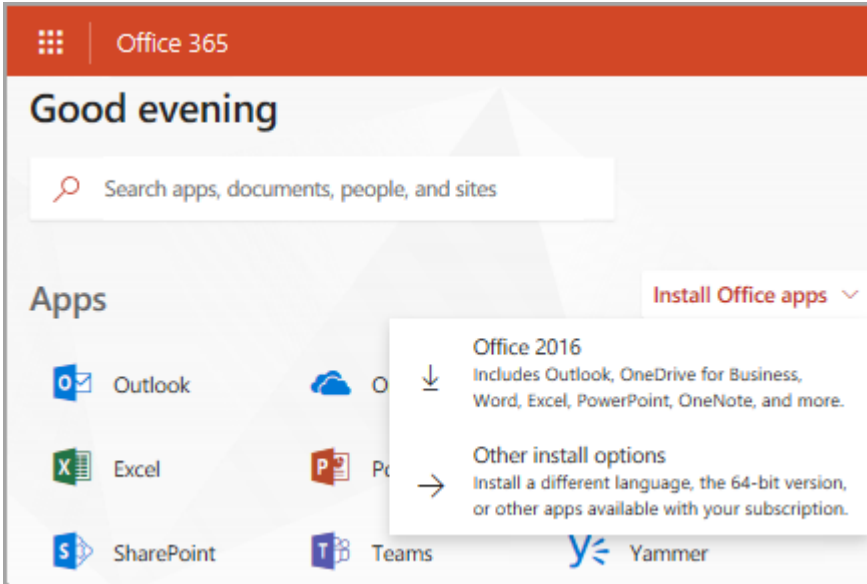 Office 365
Good evening
Search apps, documents, people, and sites
Apps
Install Office apps
Office 2016
Includes Outlook, OneDrive for Business,
Word, Excel, PowerPoint, OneNote, and more.
Other install options
Install a different language, the 64-bit version,
or other apps available with your subscription.
Outlook
Excel
SharePoint
Teams
Yammer